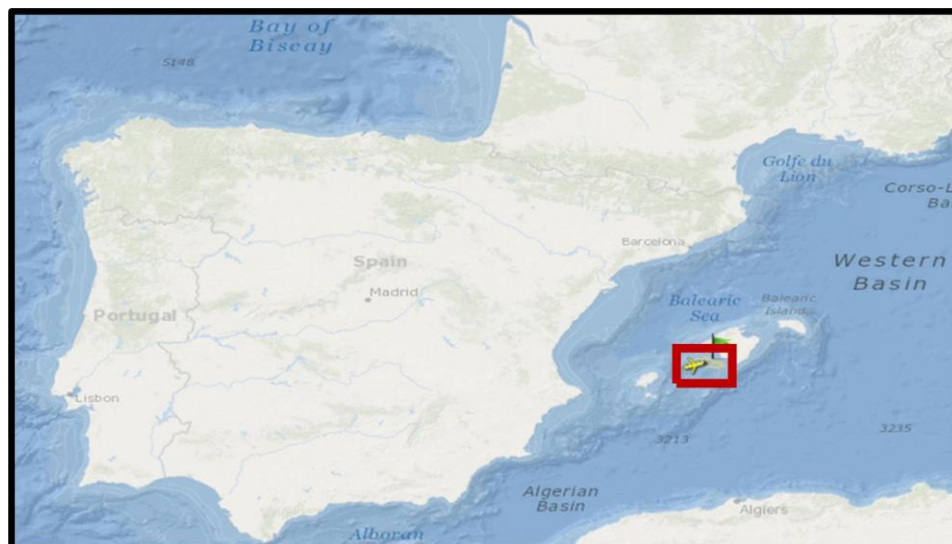 Bay of
Biscay
5148
Golfe du
Lion
Corso-L
Ba
Barcelona
Spain
Western
Basin
Madrid
Balearic
Sea
Balearic
Island
Portugal
Lisbon
3213
3235
Algerian
Basin
Algiers
Alboran